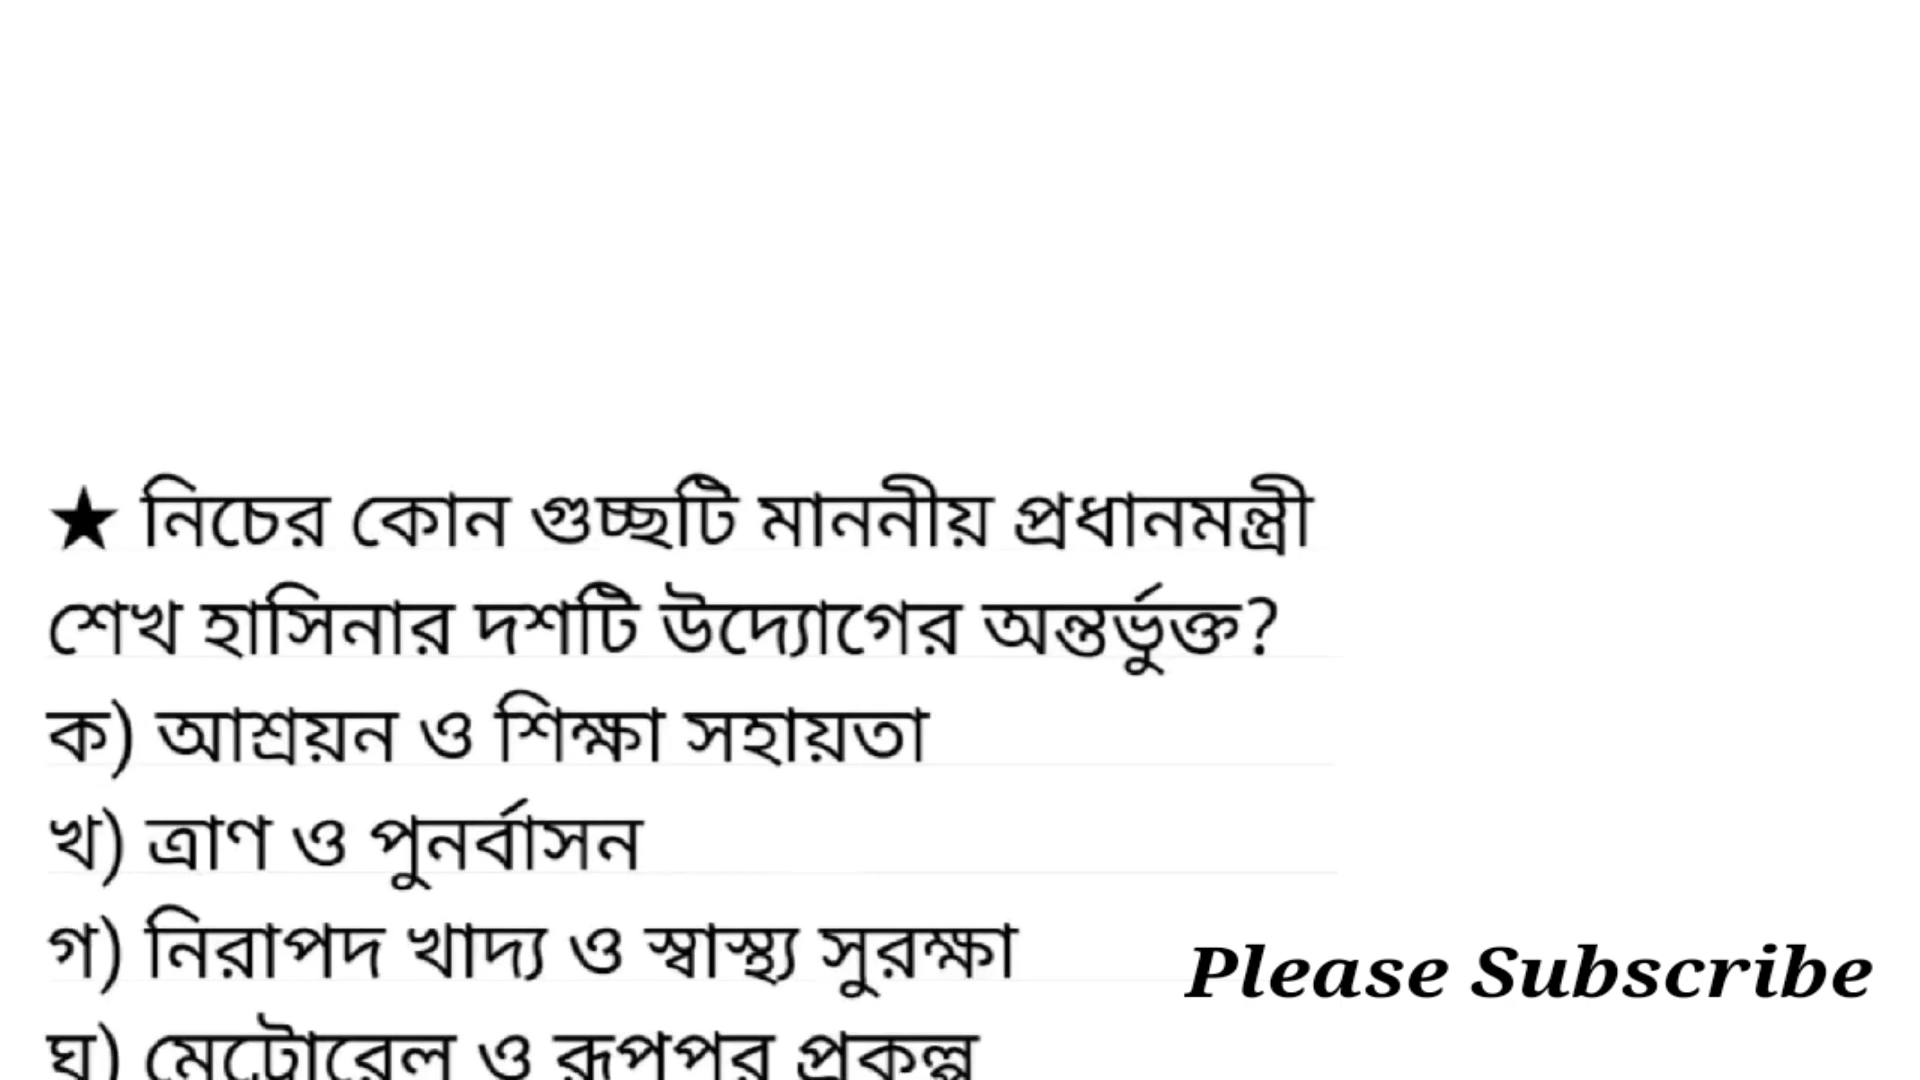 ★ নিচের কোন গুচ্ছটি মাননীয় প্রধানমন্ত্রী
শেখ হাসিনার দশটি উদ্যোগের অন্তর্ভুক্ত?
ক) আশ্রয়ন ও শিক্ষা সহায়তা
খ) ত্রাণ ও পুনর্বাসন
গ) নিরাপদ খাদ্য ও স্বাস্থ্য সুরক্ষা
Please Subscribe
ঘ) মেট্রোরেল ও রূপপুর প্রকল্প